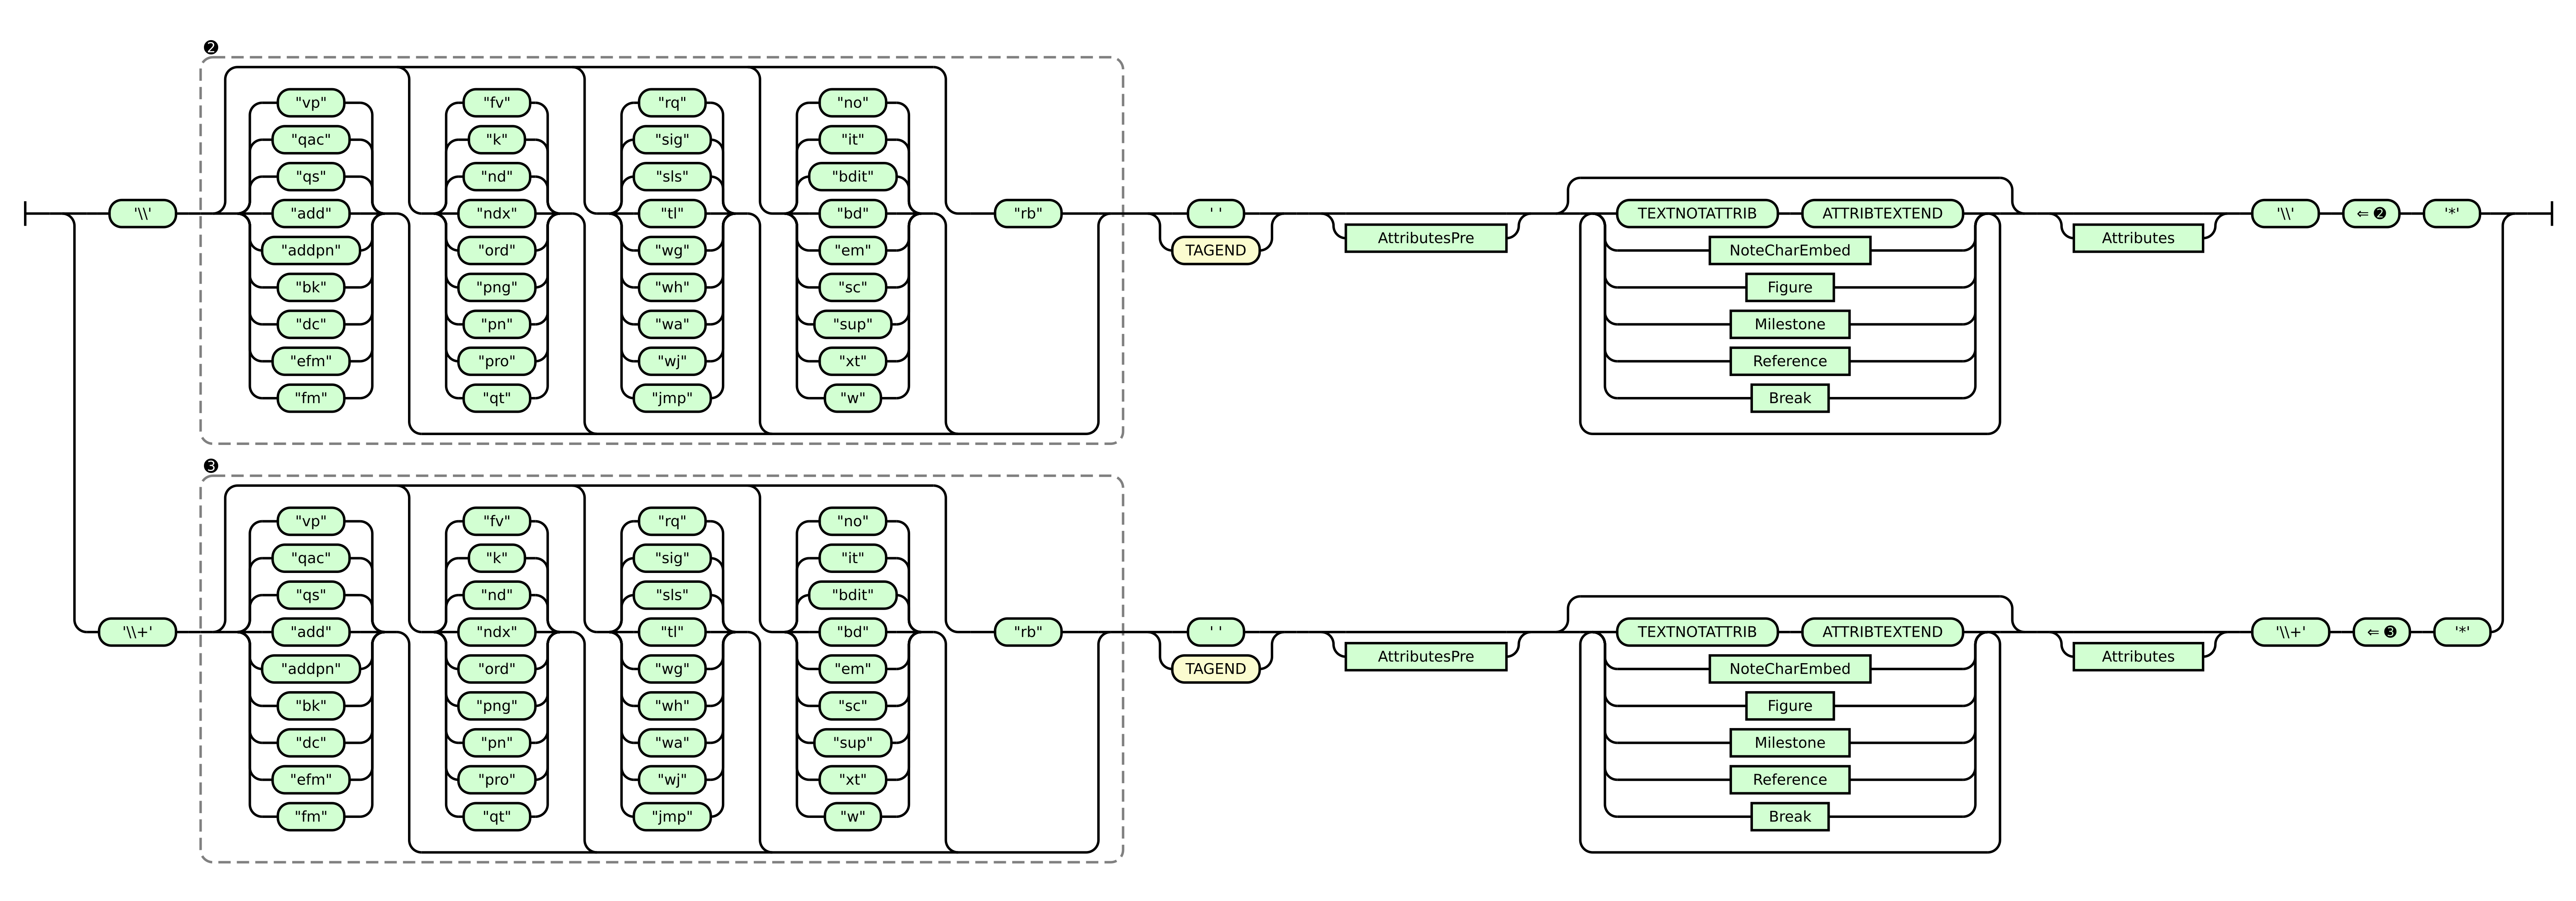 ❷
"vp" "fv" "rq" "no"
"qac" "k" "sig" "it"
"qs" "nd" "sls" "bdit"
'\\' "add" "ndx" "tl" "bd" "rb" ' ' TEXTNOTATTRIB ATTRIBTEXTEND '\\' ⇐ ❷ '*'
AttributesPre Attributes
"addpn" "ord" "wg" "em" TAGEND NoteCharEmbed
"bk" "png" "wh" "sc" Figure
"dc" "pn" "wa" "sup" Milestone
"efm" "pro" "wj" "xt" Reference
"fm" "qt" "jmp" "w" Break
❸
"vp" "fv" "rq" "no"
"qac" "k" "sig" "it"
"qs" "nd" "sls" "bdit"
'\\+' "add" "ndx" "tl" "bd" "rb" ' ' TEXTNOTATTRIB ATTRIBTEXTEND '\\+' ⇐ ❸ '*'
AttributesPre Attributes
"addpn" "ord" "wg" "em" TAGEND NoteCharEmbed
"bk" "png" "wh" "sc" Figure
"dc" "pn" "wa" "sup" Milestone
"efm" "pro" "wj" "xt" Reference
"fm" "qt" "jmp" "w" Break